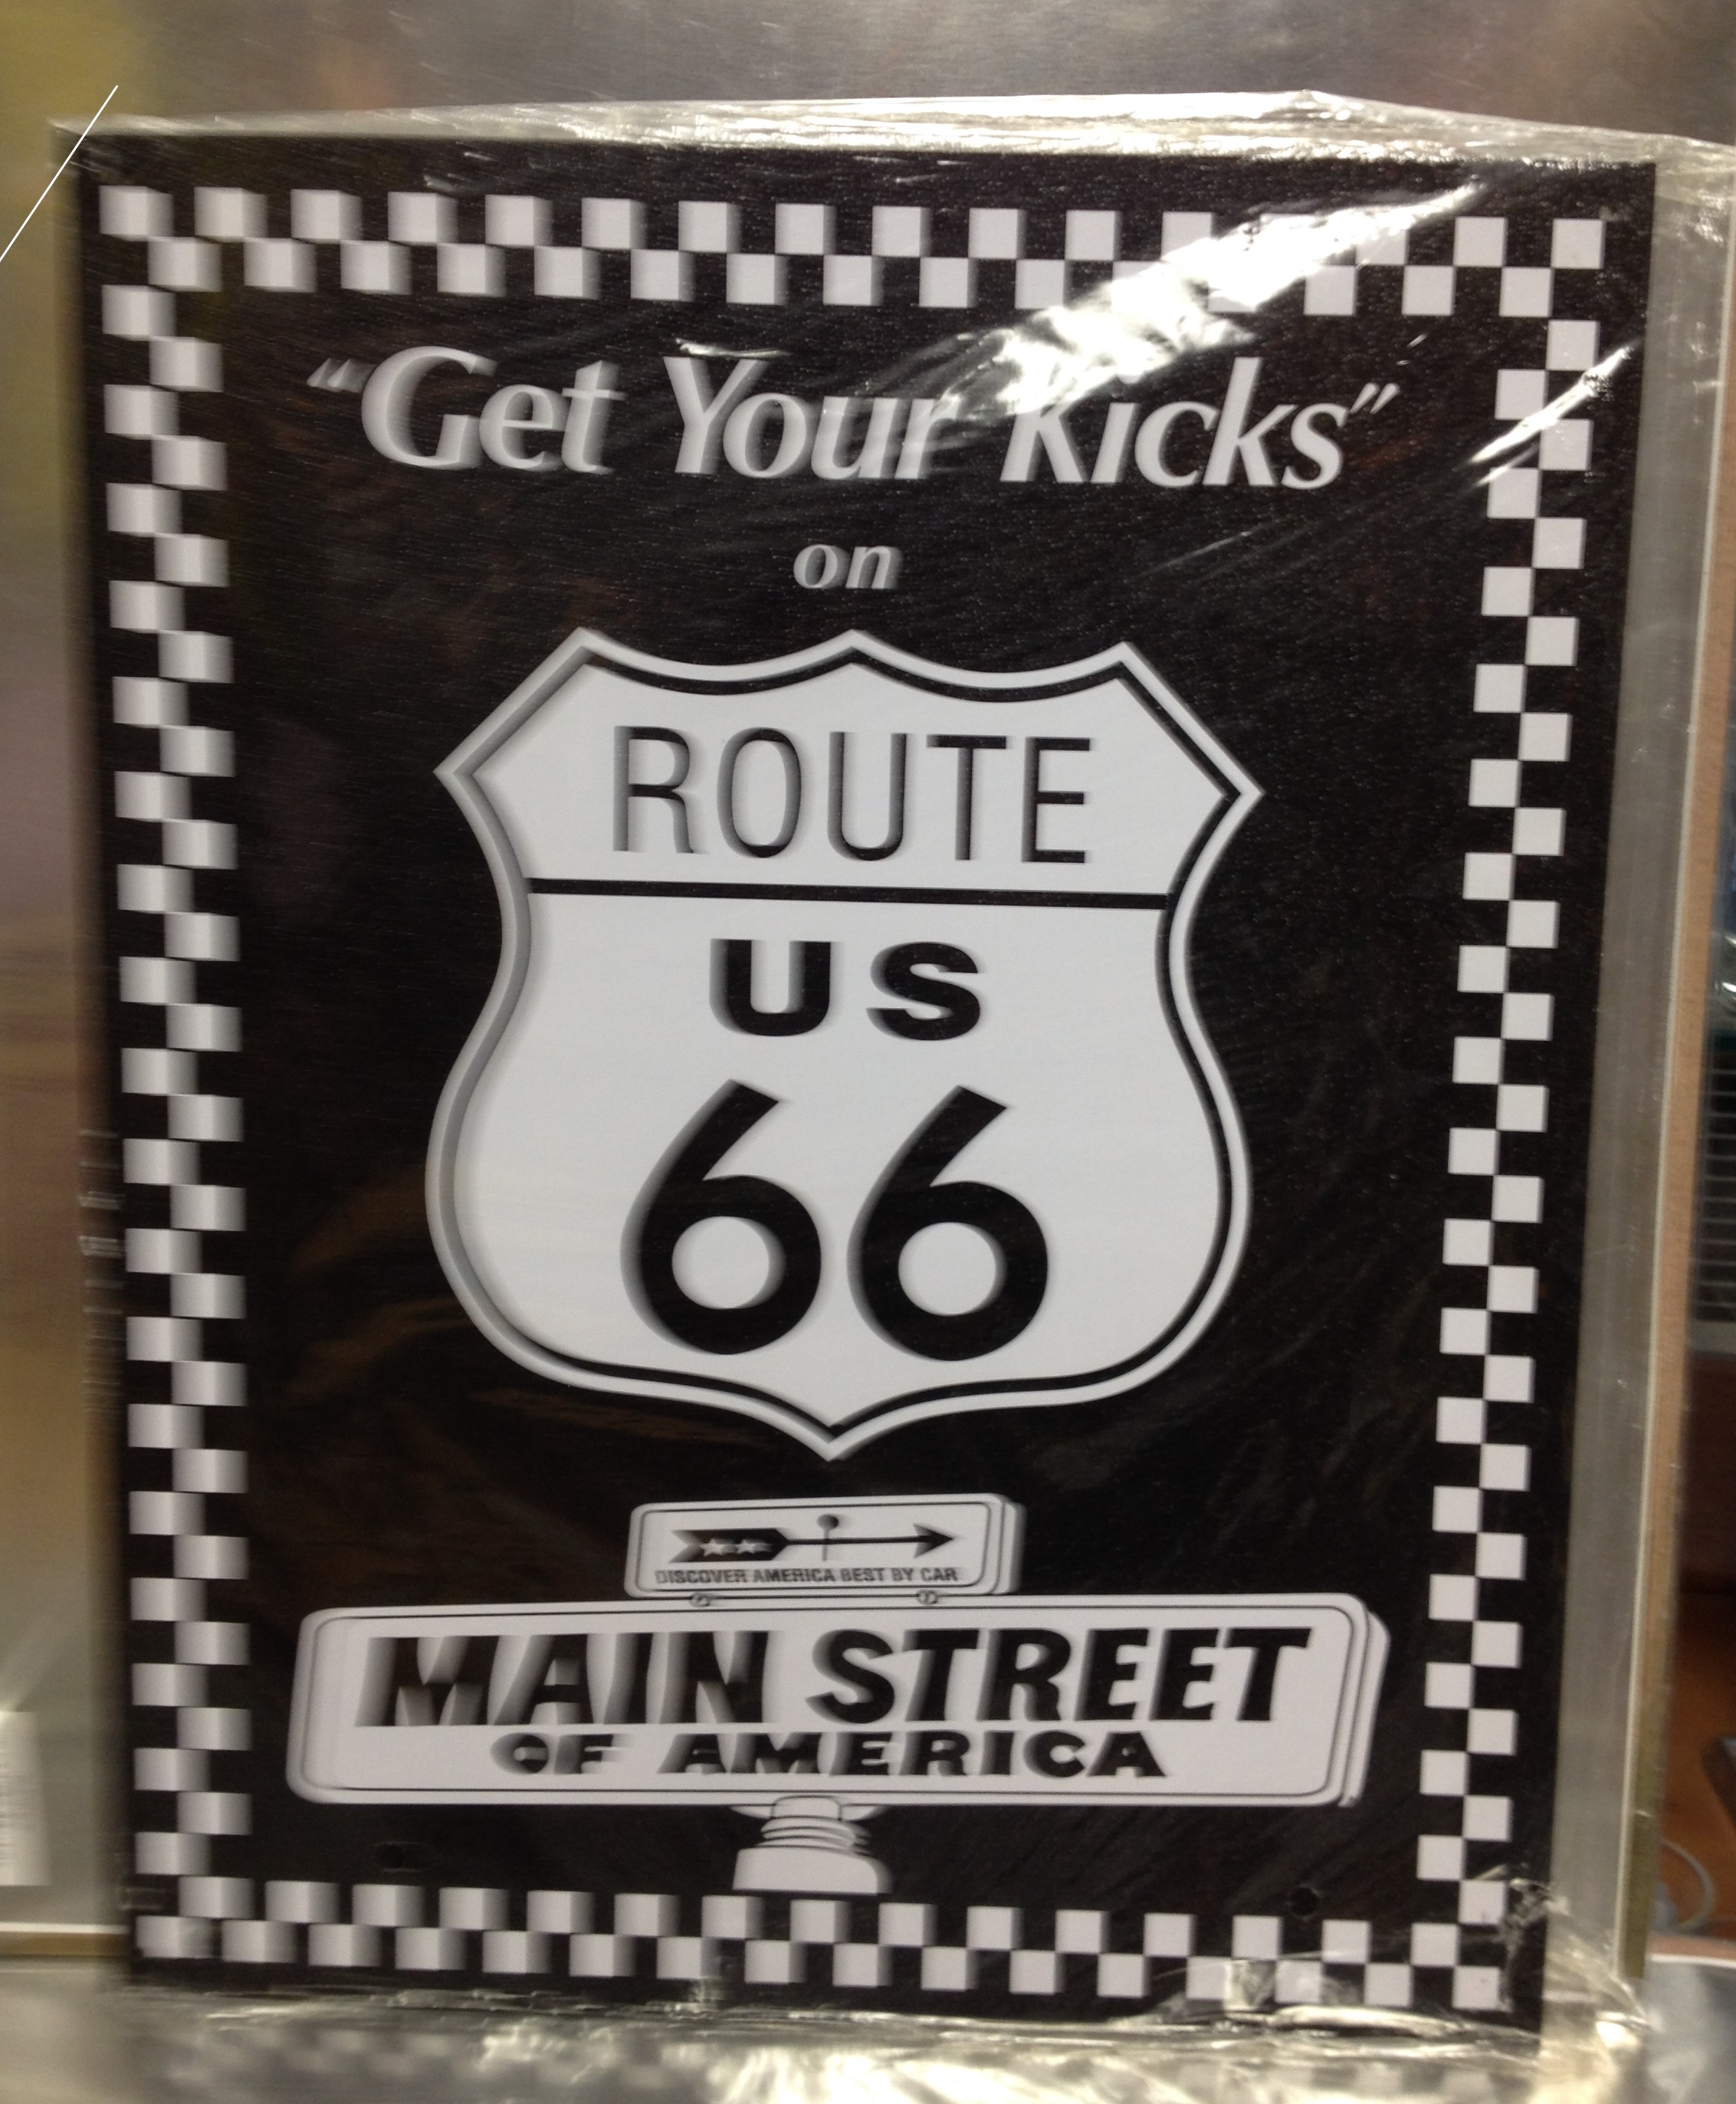 "Get Your Kicks"
on
ROUTE
US
66
DISCOVER AMERICA BEST BY CAR
MAIN STREET
OF AMERICA